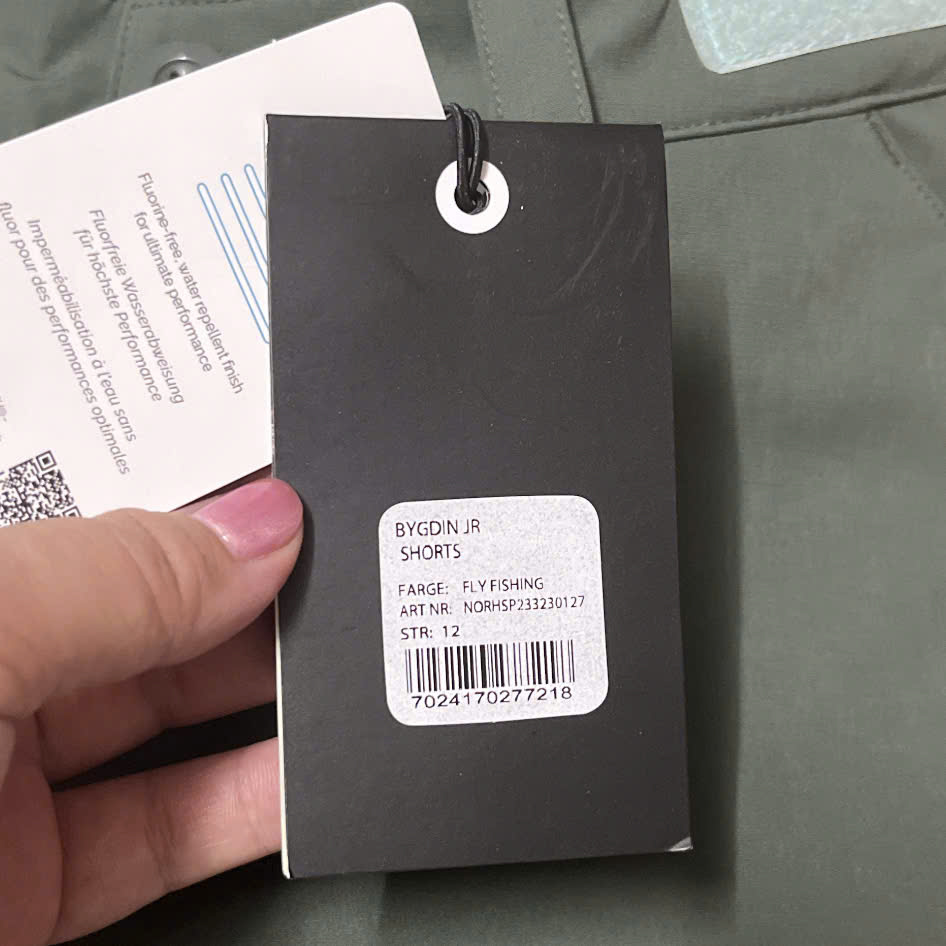 Fluorine-free, water repellent finish
for ultimate performance
Fluorfreie Wasserabweisung
für höchste Performance
Imperméabilisation à l'eau sans
fluor pour des performances optimales
BYGDIN JR
SHORTS
FARGE: FLY FISHING
ART NR: NORHSP233230127
STR: 12
7024170277218